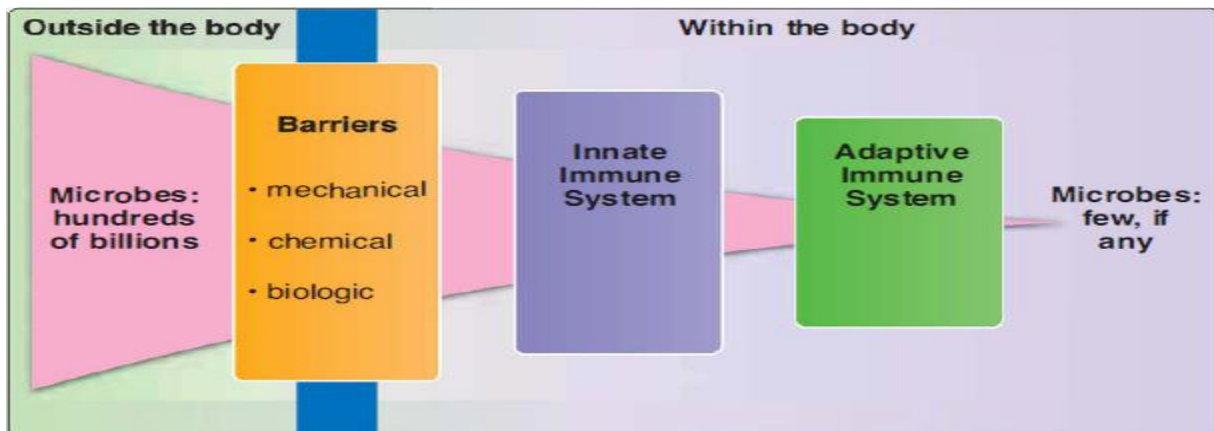 Outside the body
Within the body
Microbes:
hundreds
of billions
Barriers
• mechanical
• chemical
• biologic
Innate
Immune
System
Adaptive
Immune
System
Microbes:
few, if
any